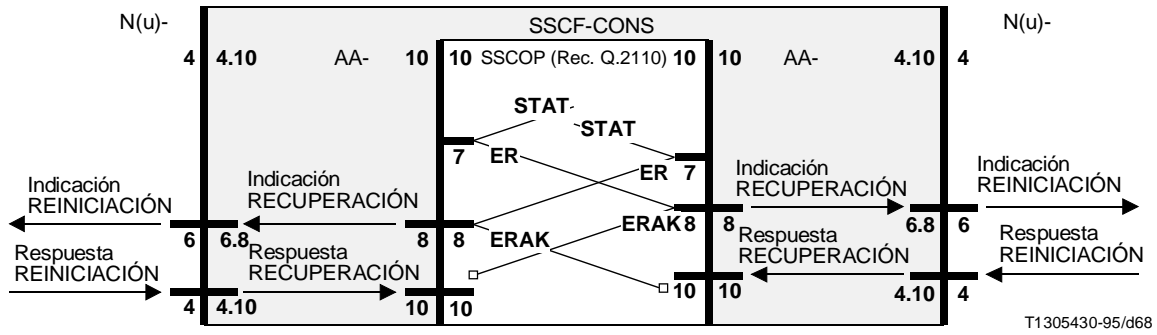 SSCF-CONS
N(u)-
N(u)-
4 4.10 AA- 10 10 SSCOP (Rec. Q.2110) 10 10 AA- 4.10 4
STAT
STAT
7 ER
ER 7
Indicación
REINICIACIÓN
Indicación
RECUPERACIÓN
Indicación
RECUPERACIÓN
Indicación
REINICIACIÓN
6 6.8 8 8 ERAK
ERAK 8 8 6.8 6
Respuesta
REINICIACIÓN
Respuesta
RECUPERACIÓN
Respuesta
RECUPERACIÓN
Respuesta
REINICIACIÓN
4 4.10 10 10 10 10 4.10 4
T1305430-95/d68